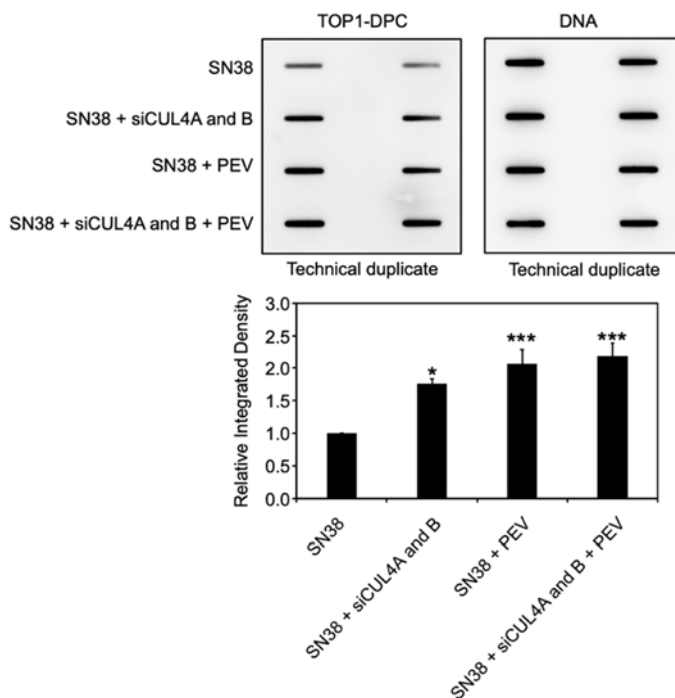 TOP1-DPC
DNA
SN38
SN38 + siCUL4A and B
SN38 + PEV
SN38 + siCUL4A and B + PEV
Technical duplicate
Technical duplicate
Relative Integrated Density
3.0
2.5
2.0
1.5
1.0
0.5
0.0
*
***
***
SN38
SN38 + siCUL4A and B
SN38 + PEV
SN38 + siCUL4A and B + PEV